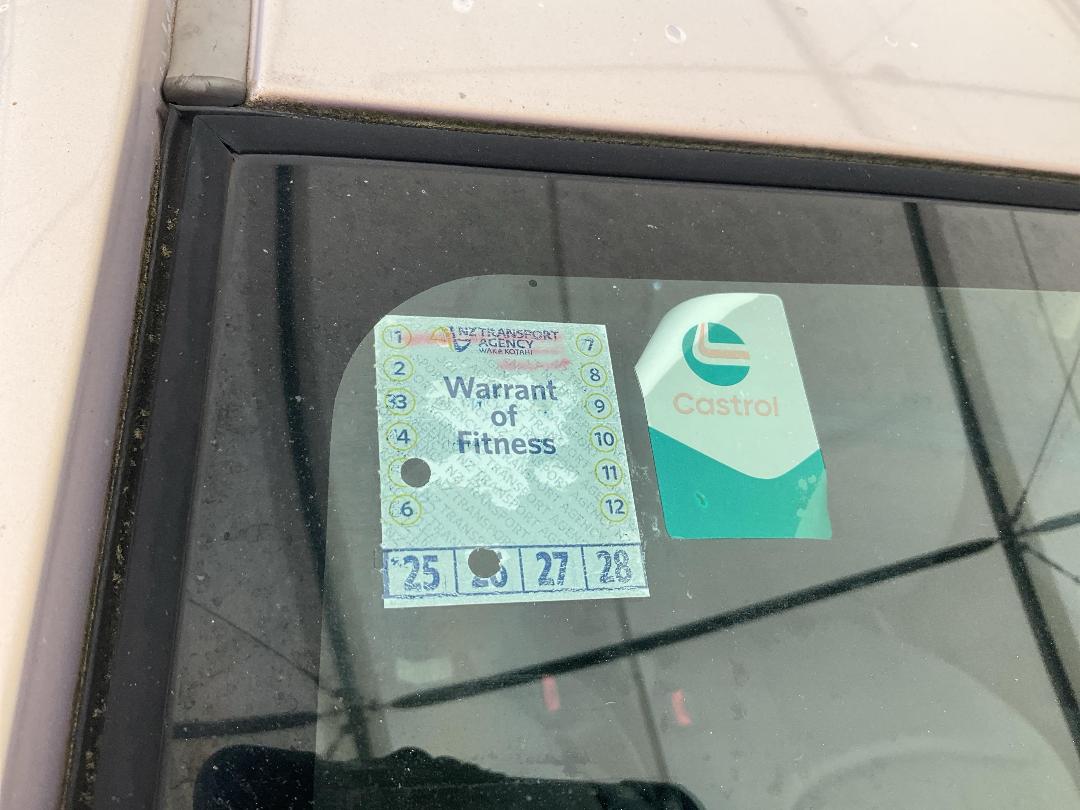 1
NZ TRANSPORT
AGENCY
WAKA KOTAHI
7
2
8
Warrant
of
Fitness
3
9
4
10
11
6
12
25
26
27
28
Castrol